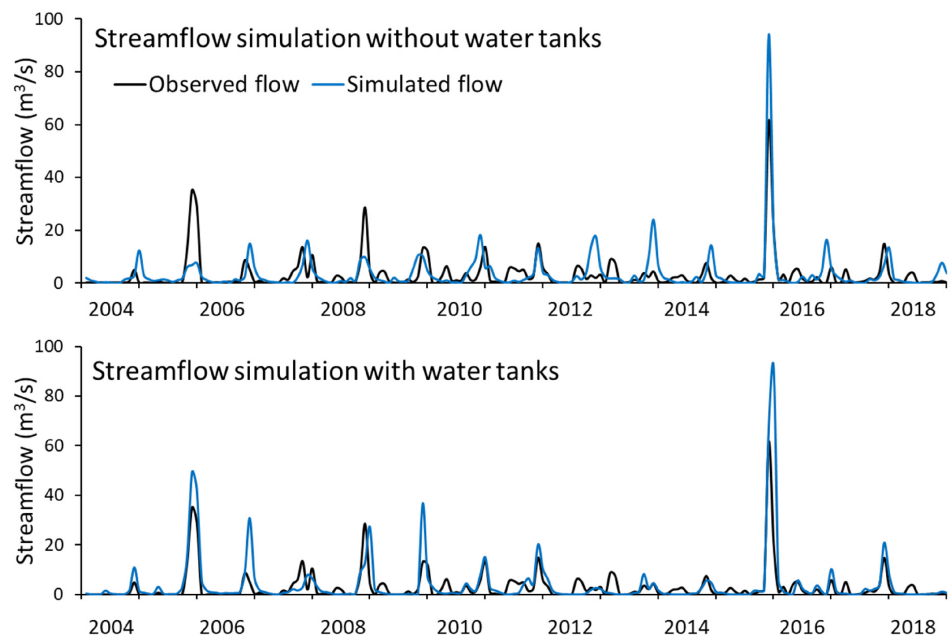 Streamflow simulation without water tanks
Observed flow Simulated flow
Streamflow (m³/s)
100
80
60
40
20
0
2004 2006 2008 2010 2012 2014 2016 2018
Streamflow simulation with water tanks
Streamflow (m³/s)
100
80
60
40
20
0
2004 2006 2008 2010 2012 2014 2016 2018